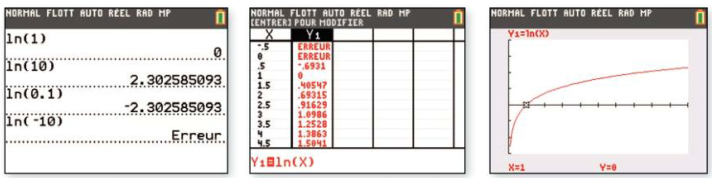 NORMAL FLOTT AUTO RÉEL RAD MP
ln(1)
0
ln(10)
2.302585093
ln(0.1)
-2.302585093
ln(-10)
Erreur
NORMAL FLOTT AUTO RÉEL RAD MP
[ENTRER] POUR MODIFIER
X Y1
-.5 ERREUR
0 ERREUR
.5 -.6931
1 0
1.5 .40547
2 .69315
2.5 .91629
3 1.0986
3.5 1.2528
4 1.3863
4.5 1.5041
Y1=ln(X)
NORMAL FLOTT AUTO RÉEL RAD MP
Y1=ln(X)
X=1 Y=0